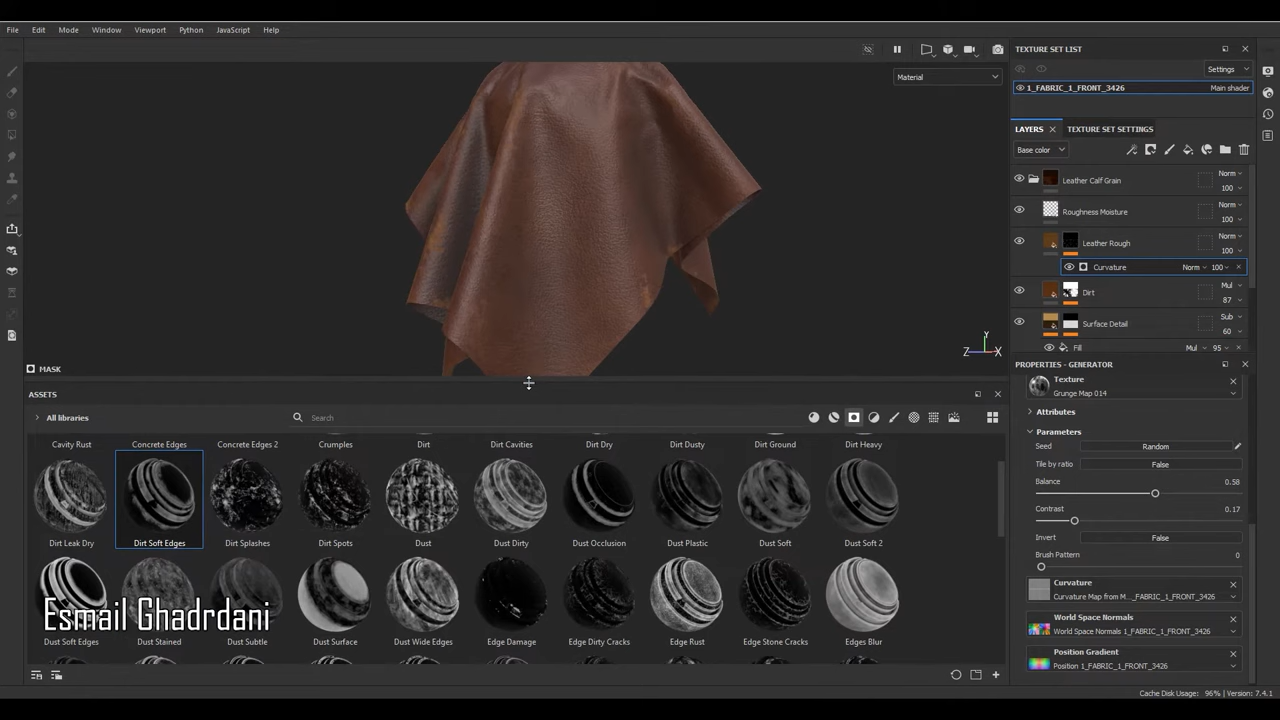 File Edit Mode Window Viewport Python JavaScript Help
Material
Y
Z X
MASK
TEXTURE SET LIST
Settings
1_FABRIC_1_FRONT_3426 Main shader
LAYERS TEXTURE SET SETTINGS
Base color
Leather Calf Grain Norm 100
Roughness Moisture Norm 100
Leather Rough Norm 100
Curvature Norm 100
Dirt Mul 87
Surface Detail Sub 60
Fill Mul 95
PROPERTIES - GENERATOR
Texture
Grunge Map 014
Attributes
Parameters
Seed Random
Tile by ratio False
Balance 0.58
Contrast 0.17
Invert False
Brush Pattern 0
Curvature
Curvature Map from M..._FABRIC_1_FRONT_3426
World Space Normals
World Space Normals 1_FABRIC_1_FRONT_3426
Position Gradient
Position 1_FABRIC_1_FRONT_3426
ASSETS
All libraries Search
Cavity Rust Concrete Edges Concrete Edges 2 Crumples Dirt Dirt Cavities Dirt Dry Dirt Dusty Dirt Ground Dirt Heavy
Dirt Leak Dry Dirt Soft Edges Dirt Splashes Dirt Spots Dust Dust Dirty Dust Occlusion Dust Plastic Dust Soft Dust Soft 2
Esmail Ghadrdani
Dust Soft Edges Dust Stained Dust Subtle Dust Surface Dust Wide Edges Edge Damage Edge Dirty Cracks Edge Rust Edge Stone Cracks Edges Blur
Cache Disk Usage: 96% | Version: 7.4.1